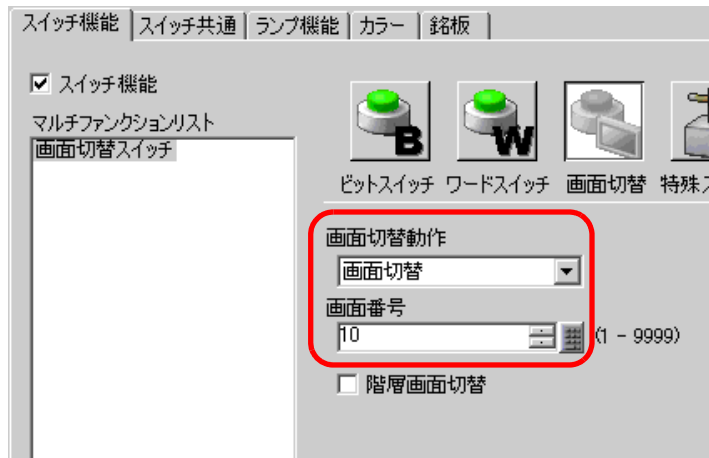 スイッチ機能 スイッチ共通 ランプ機能 カラー 銘板
スイッチ機能
マルチファンクションリスト
画面切替スイッチ
B W
ビットスイッチ ワードスイッチ 画面切替 特殊ス
画面切替動作
画面切替
画面番号
10 (1 - 9999)
階層画面切替